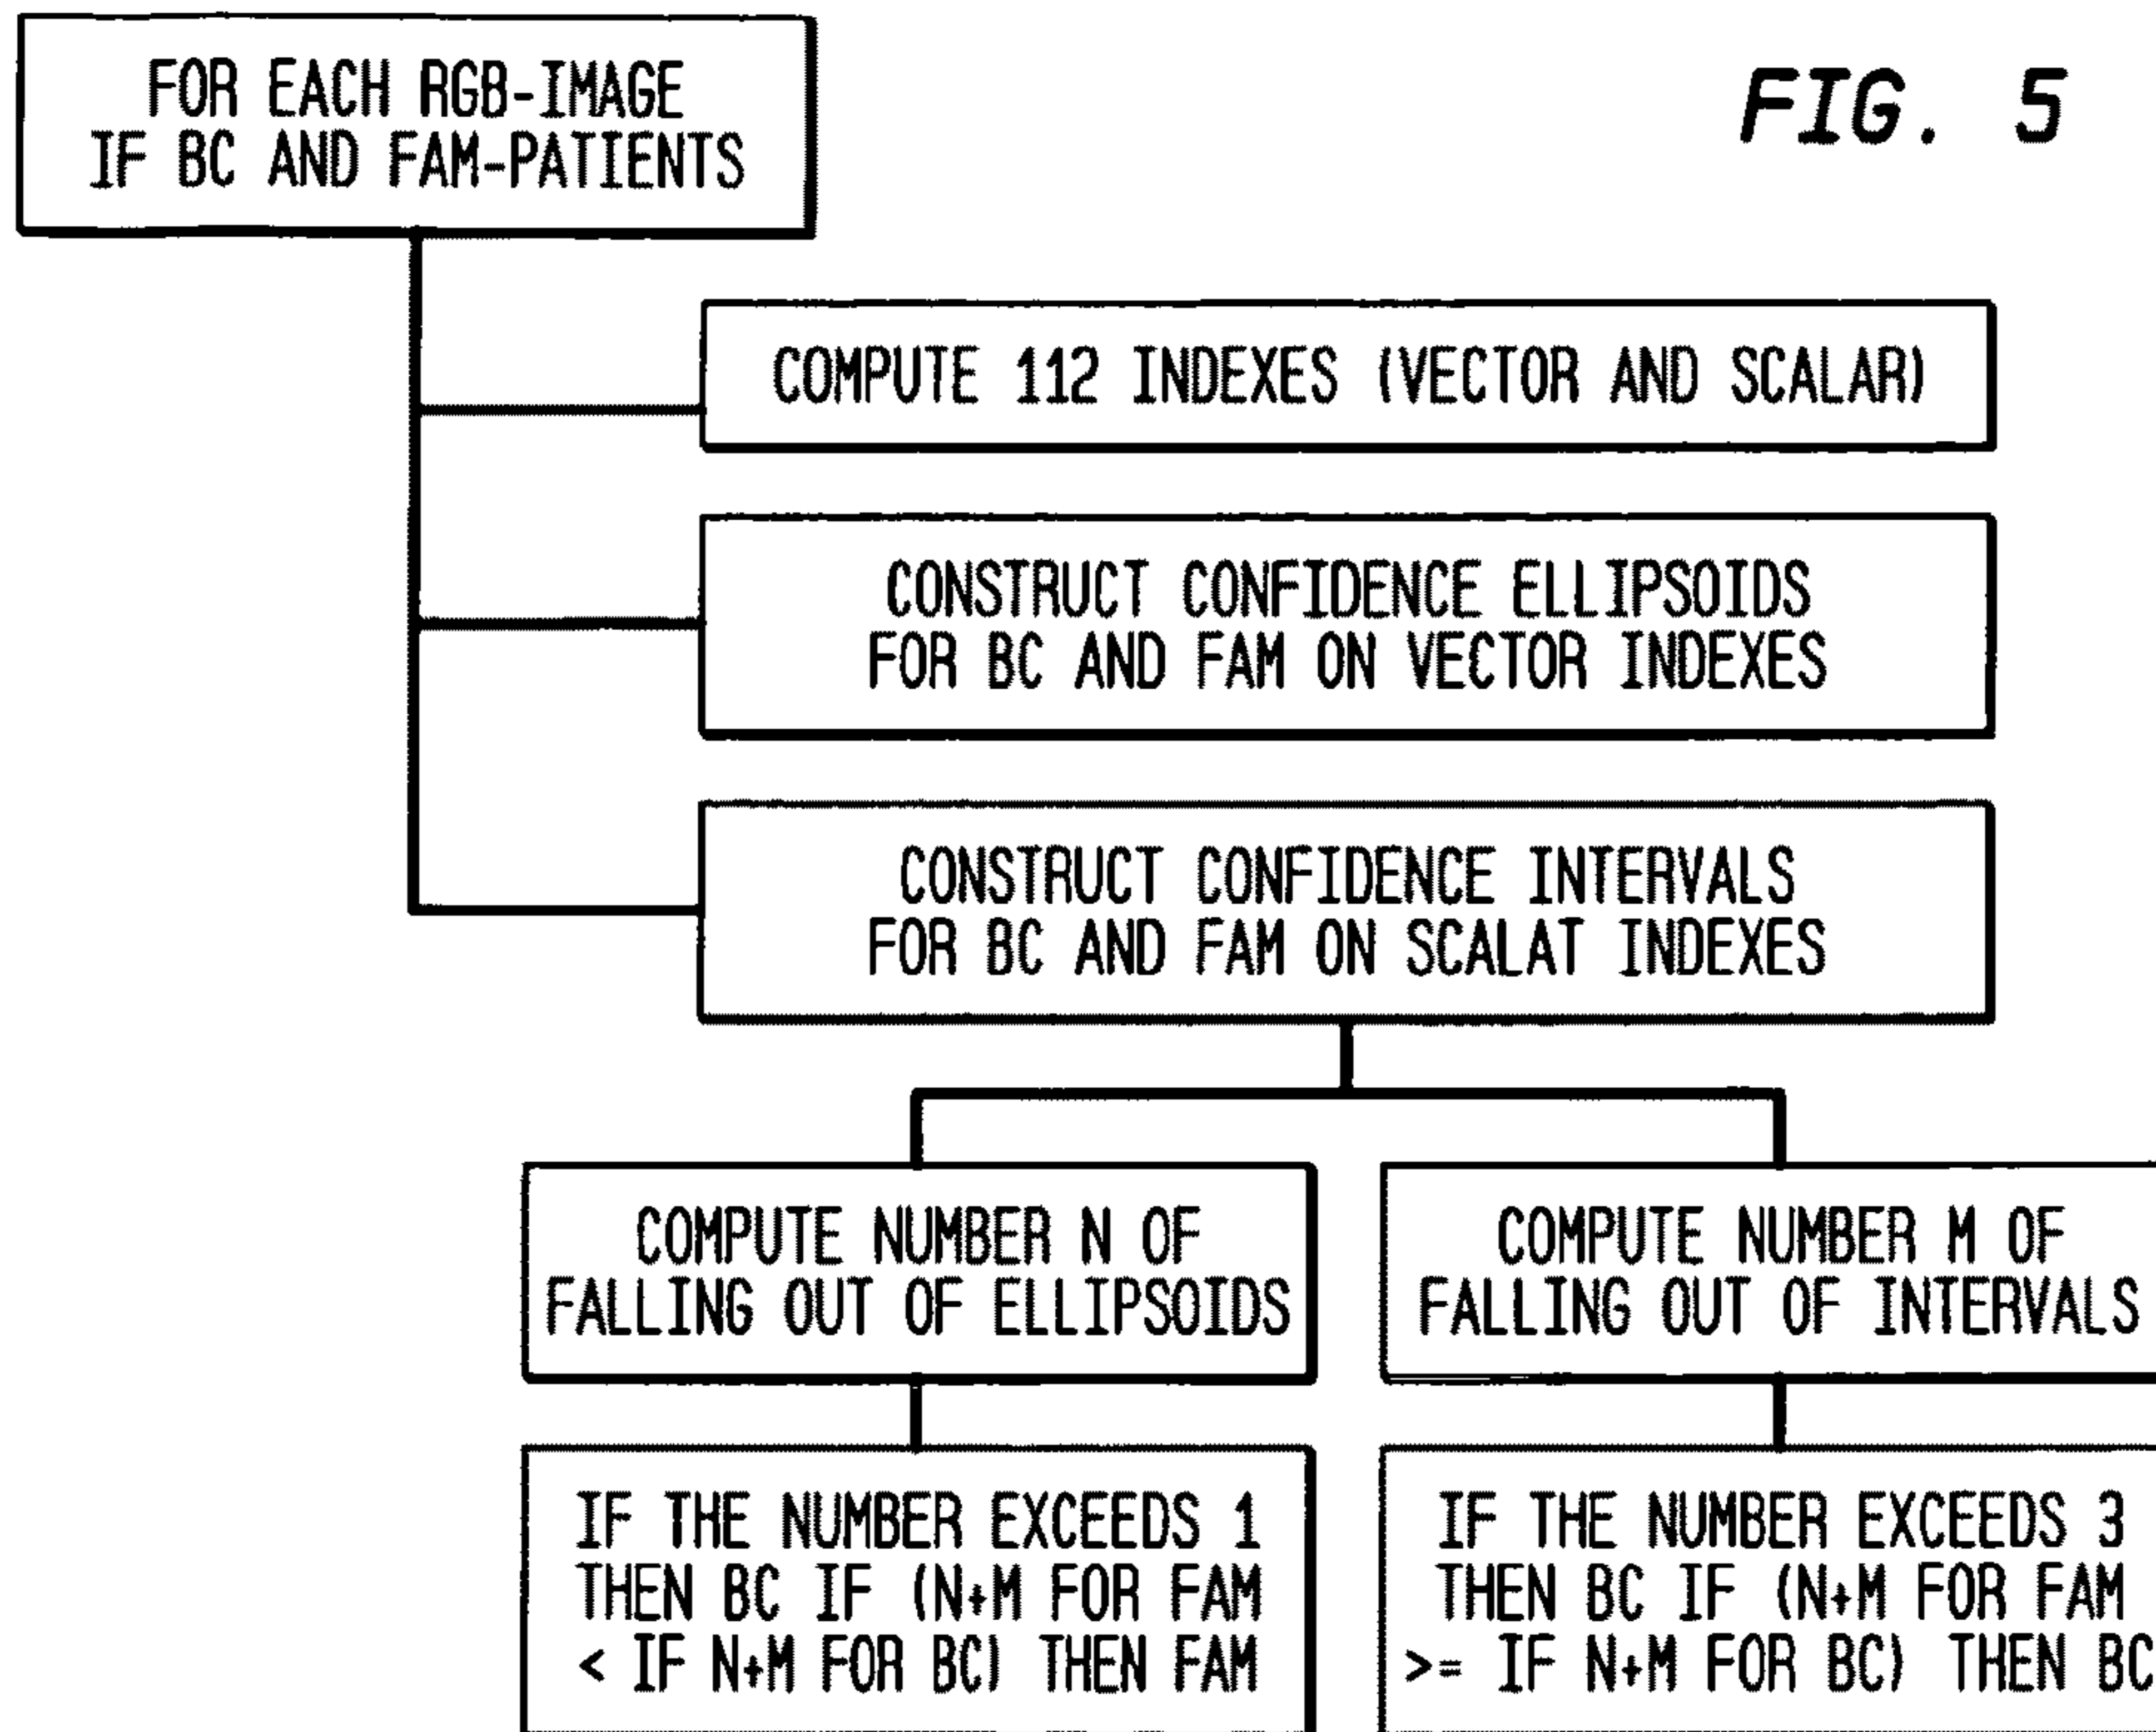 FOR EACH RGB-IMAGE
IF BC AND FAM-PATIENTS
FIG. 5
COMPUTE 112 INDEXES (VECTOR AND SCALAR)
CONSTRUCT CONFIDENCE ELLIPSOIDS
FOR BC AND FAM ON VECTOR INDEXES
CONSTRUCT CONFIDENCE INTERVALS
FOR BC AND FAM ON SCALAT INDEXES
COMPUTE NUMBER N OF
FALLING OUT OF ELLIPSOIDS
COMPUTE NUMBER M OF
FALLING OUT OF INTERVALS
IF THE NUMBER EXCEEDS 1
THEN BC IF (N+M FOR FAM
< IF N+M FOR BC) THEN FAM
IF THE NUMBER EXCEEDS 3
THEN BC IF (N+M FOR FAM
>= IF N+M FOR BC) THEN BC